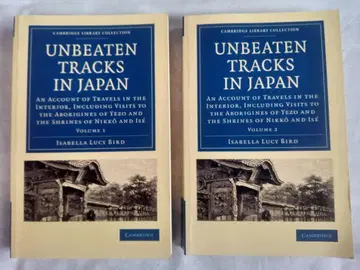 CAMBRIDGE LIBRARY COLLECTION
UNBEATEN
TRACKS
IN JAPAN
AN ACCOUNT OF TRAVELS IN THE
INTERIOR, INCLUDING VISITS TO
THE ABORIGINES OF YEZO AND
THE SHRINES OF NIKKÔ AND ISÉ
VOLUME 1
ISABELLA LUCY BIRD
CAMBRIDGE
CAMBRIDGE LIBRARY COLLECTION
UNBEATEN
TRACKS
IN JAPAN
AN ACCOUNT OF TRAVELS IN THE
INTERIOR, INCLUDING VISITS TO
THE ABORIGINES OF YEZO AND
THE SHRINES OF NIKKÔ AND ISÉ
VOLUME 2
ISABELLA LUCY BIRD
CAMBRIDGE